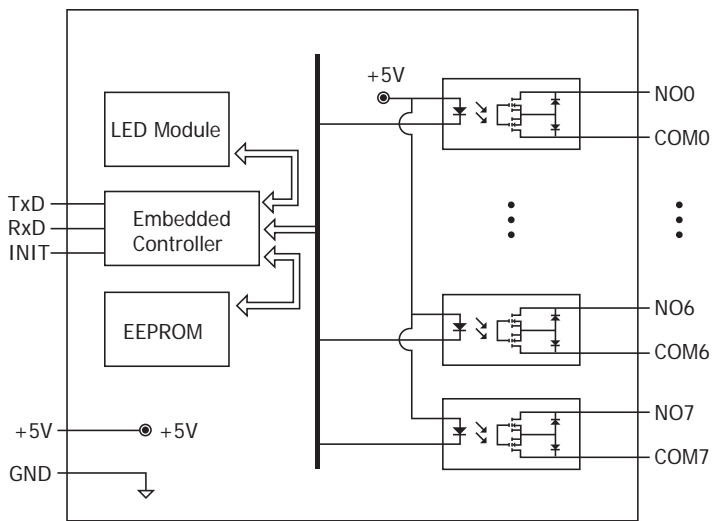 LED Module
Embedded
Controller
EEPROM
TxD
RxD
INIT
+5V
+5V
GND
+5V
NO0
COM0
NO6
COM6
NO7
COM7